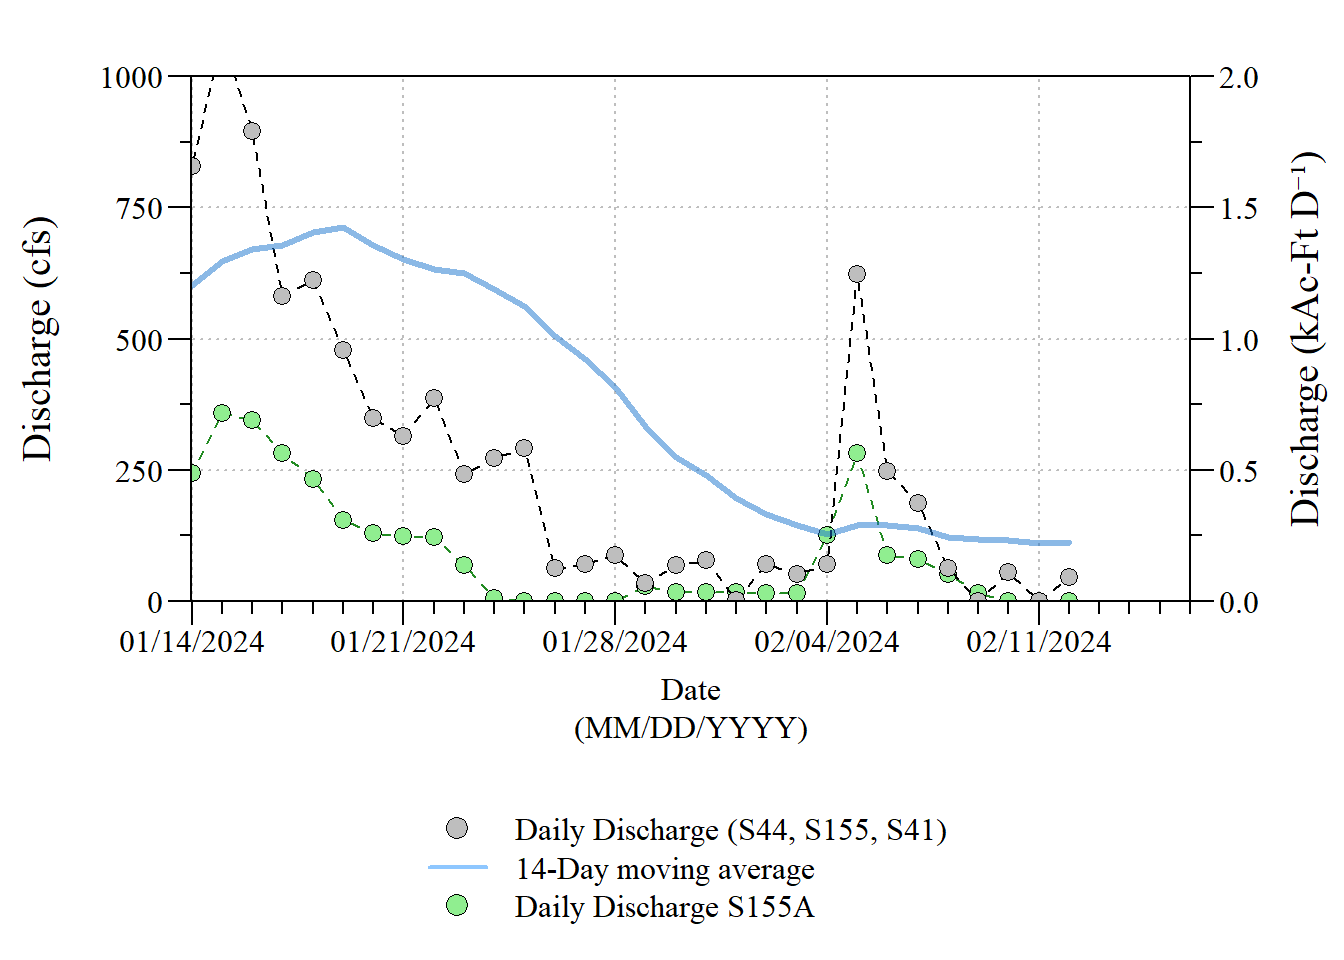 1000
750
500
250
0
Discharge (cfs)
2.0
1.5
1.0
0.5
0.0
Discharge (kAc-Ft D⁻¹)
01/14/2024
01/21/2024
01/28/2024
02/04/2024
02/11/2024
Date
(MM/DD/YYYY)
Daily Discharge (S44, S155, S41)
14-Day moving average
Daily Discharge S155A